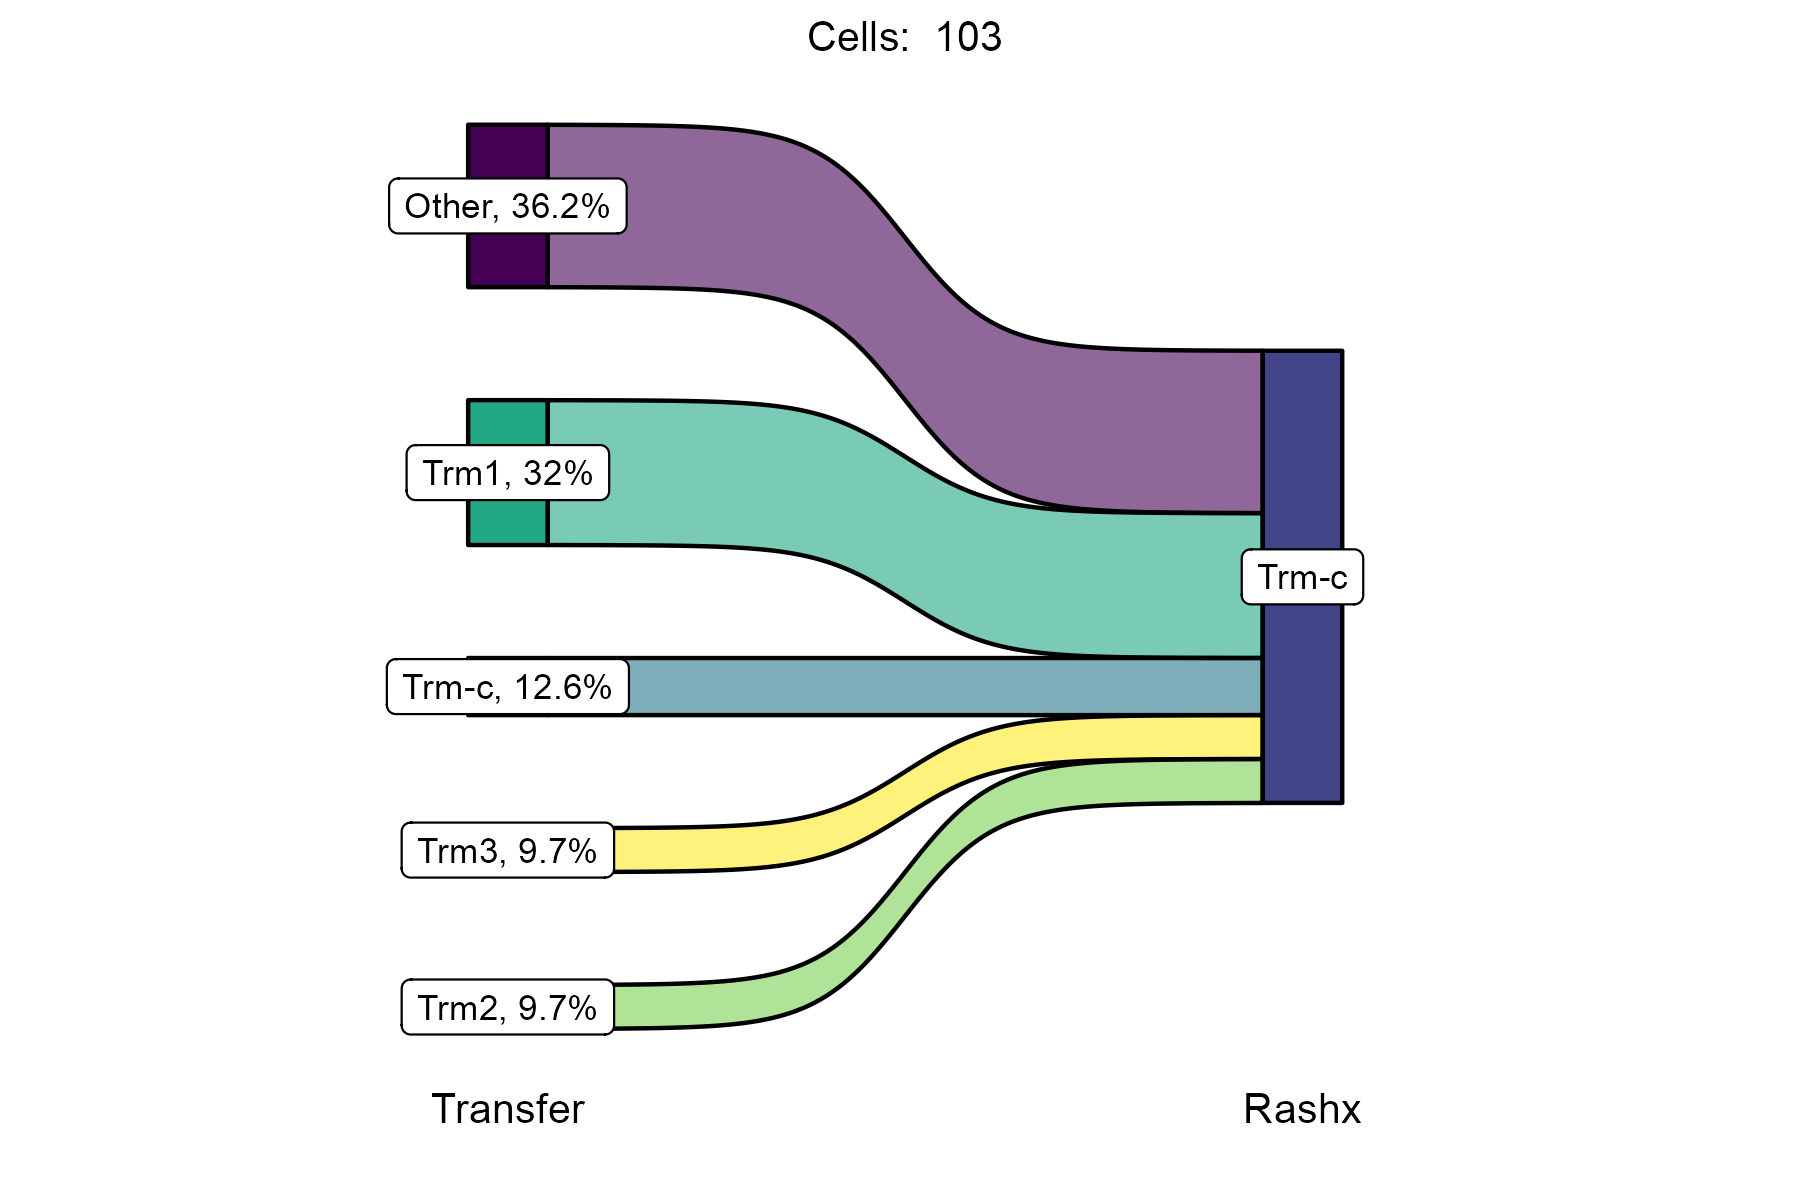 Cells:  103
Other, 36.2%
Trm1, 32%
Trm-c
Trm-c, 12.6%
Trm3, 9.7%
Trm2, 9.7%
Transfer
Rashx